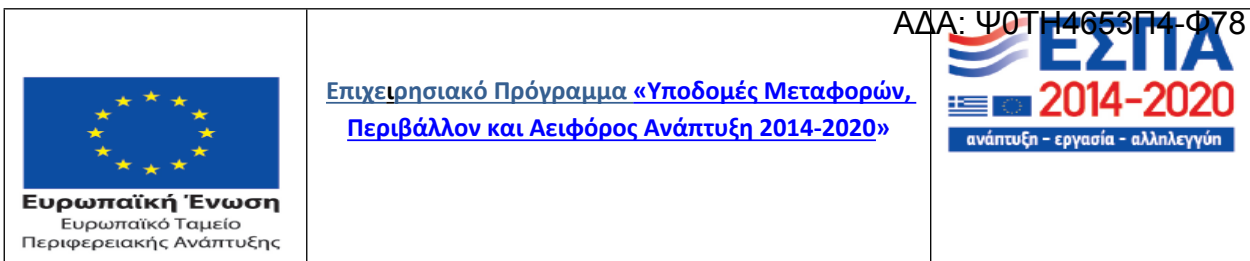 ΑΔΑ: Ψ0ΤΗ4653Π4-Φ78
Ευρωπαϊκή Ένωση
Ευρωπαϊκό Ταμείο
Περιφερειακής Ανάπτυξης
Επιχειρησιακό Πρόγραμμα «Υποδομές Μεταφορών,
Περιβάλλον και Αειφόρος Ανάπτυξη 2014-2020»
ΕΣΠΑ
2014-2020
ανάπτυξη - εργασία - αλληλεγγύη